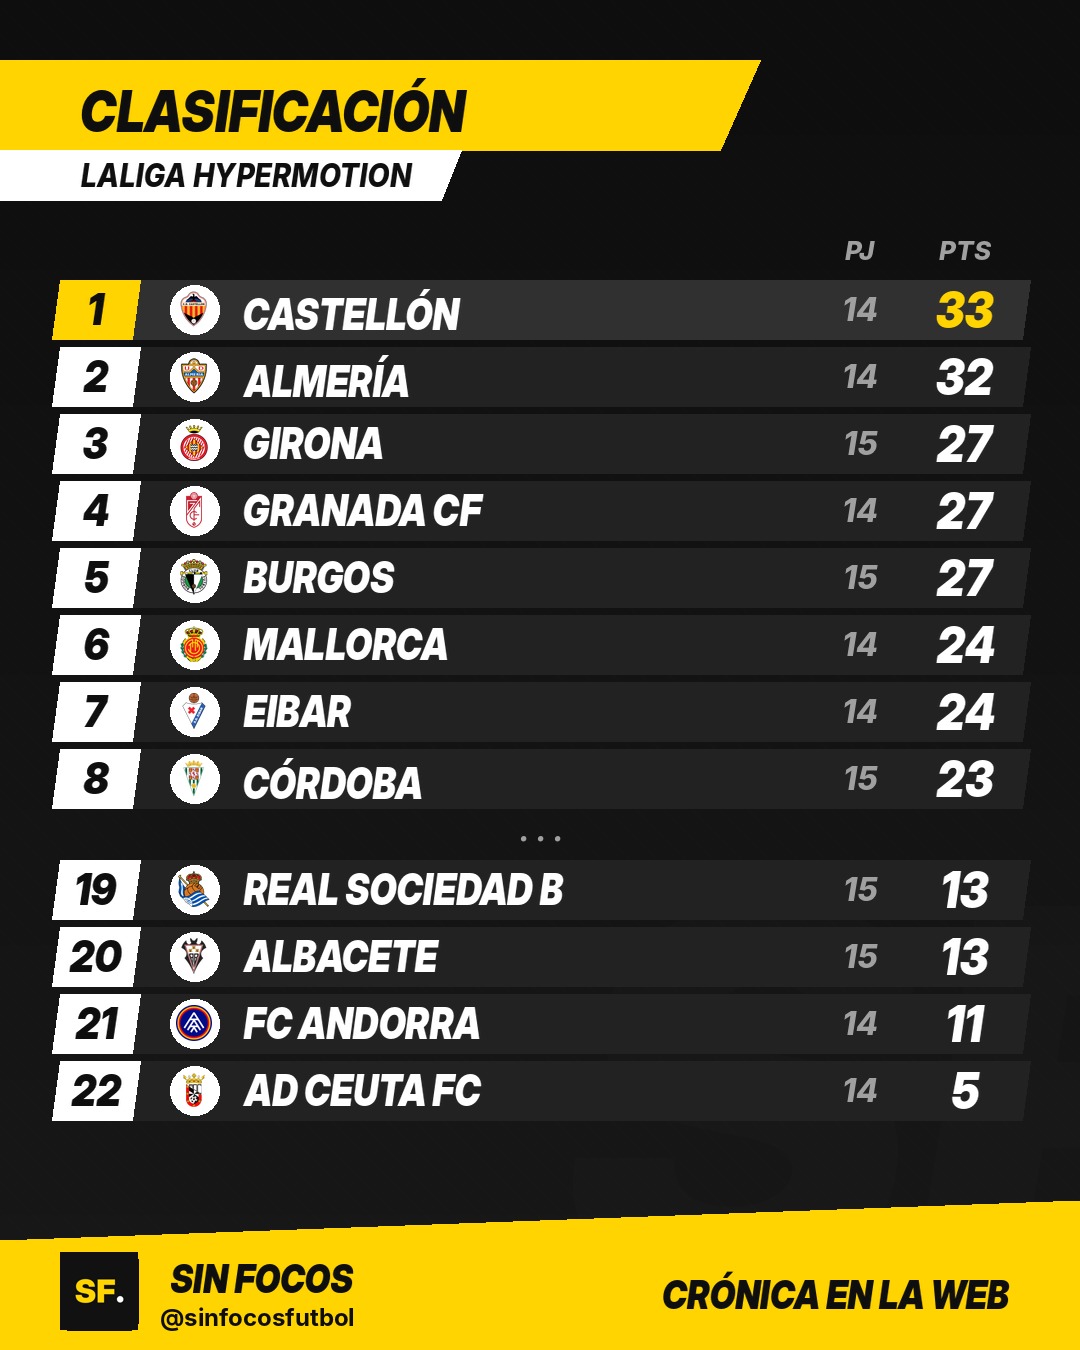 CLASIFICACIÓN
LALIGA HYPERMOTION
PJ PTS
1 CASTELLÓN 14 33
2 ALMERÍA 14 32
3 GIRONA 15 27
4 GRANADA CF 14 27
5 BURGOS 15 27
6 MALLORCA 14 24
7 EIBAR 14 24
8 CÓRDOBA 15 23
...
19 REAL SOCIEDAD B 15 13
20 ALBACETE 15 13
21 FC ANDORRA 14 11
22 AD CEUTA FC 14 5
SF. SIN FOCOS
@sinfocosfutbol
CRÓNICA EN LA WEB